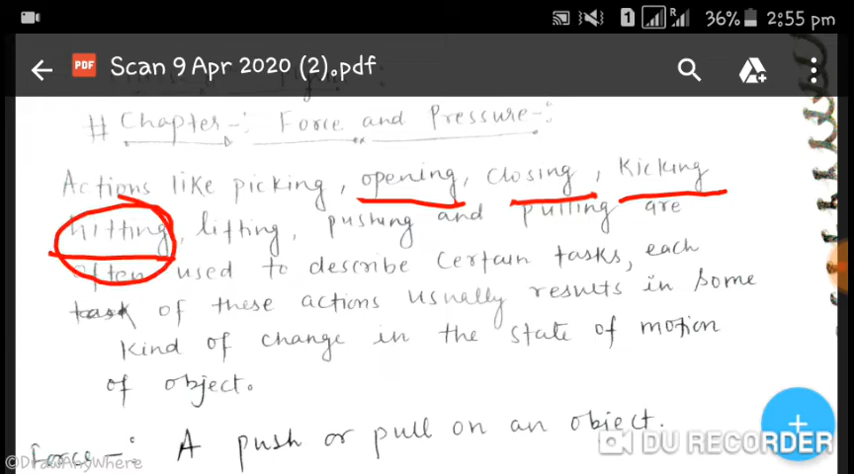 1 R 36% 2:55 pm
Scan 9 Apr 2020 (2).pdf
# Chapter-: Force and Pressure-:
Actions like picking, opening, closing, Kicking
hitting, lifting, pushing and pulling are
often used to describe certain tasks, each
task of these actions usually results in some
kind of change in the state of motion
of object.
Force-: A push or pull on an object.
DU RECORDER
©DrawAnyWhere